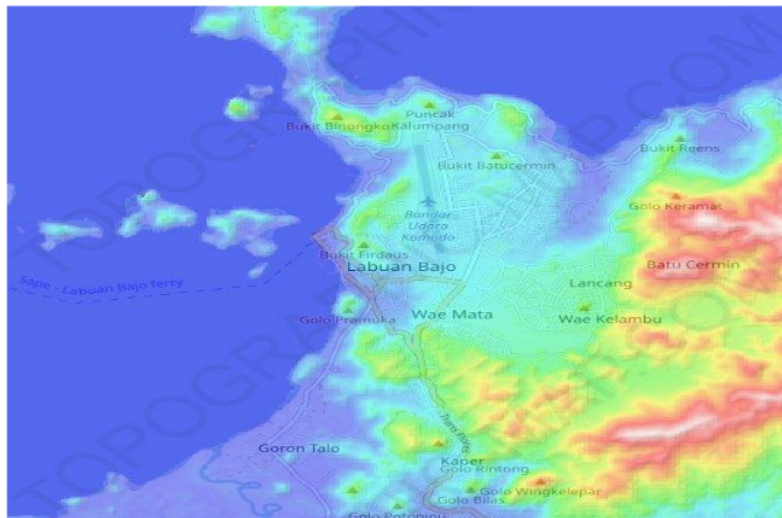 Bukit Binongko
Puncak
Kalumpang
Bukit Reens
Bukit Batucermin
Golo Keramat
Bandar
Udara
Komodo
Bukit Firdaus
Labuan Bajo
Batu Cermin
Sape - Labuan Bajo ferry
Lancang
Golo Pramuka
Wae Mata
Wae Kelambu
Trans Flores
Goron Talo
Kaper
Golo Rintong
Golo Wingkelepar
Golo Bilas